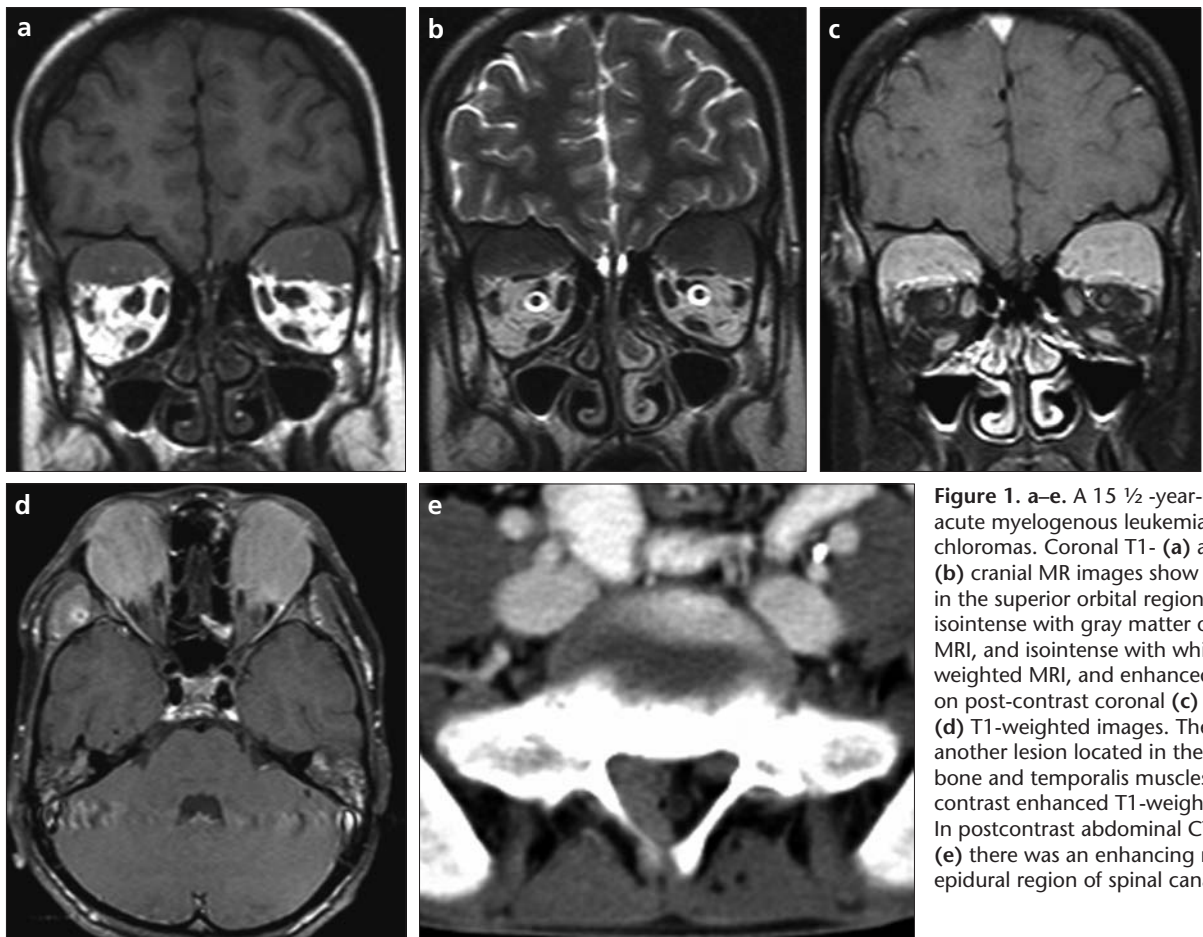 a
b
c
d
e
Figure 1. a–e. A 15 ½ -year-
acute myelogenous leukemia
chloromas. Coronal T1- (a) a
(b) cranial MR images show
in the superior orbital region
isointense with gray matter o
MRI, and isointense with whi
weighted MRI, and enhanced
on post-contrast coronal (c)
(d) T1-weighted images. The
another lesion located in the
bone and temporalis muscles
contrast enhanced T1-weigh
In postcontrast abdominal C
(e) there was an enhancing
epidural region of spinal can